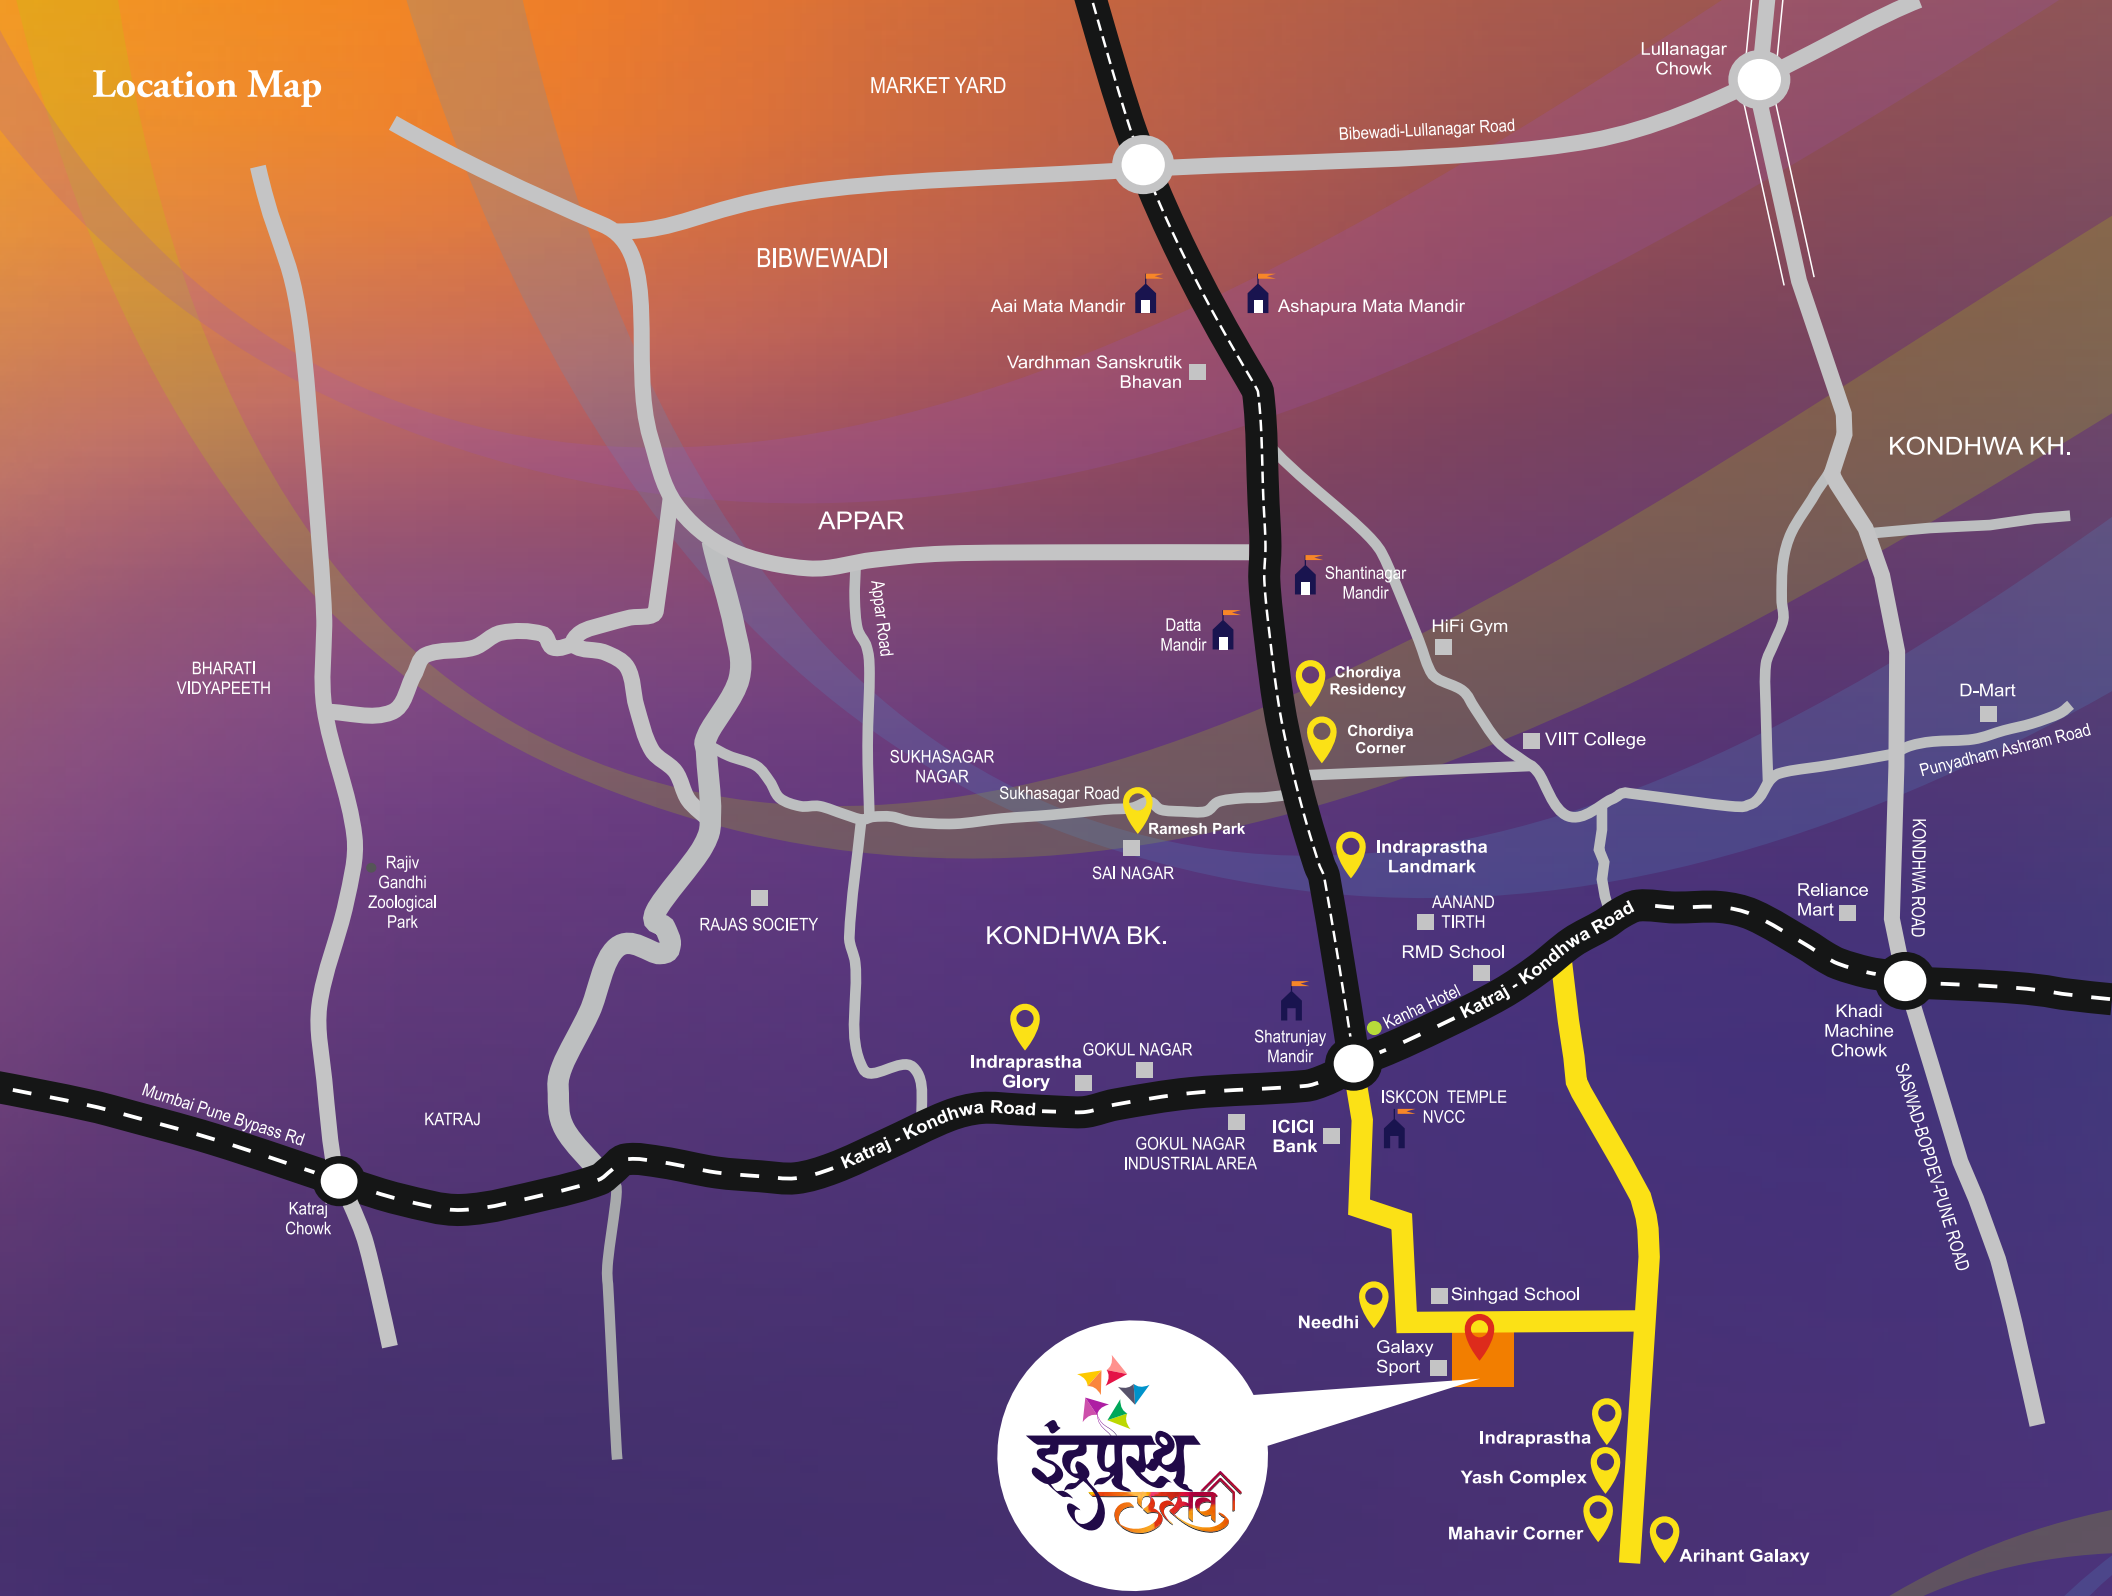 Location Map
Lullanagar
Chowk
MARKET YARD
Bibewadi-Lullanagar Road
BIBWEWADI
Aai Mata Mandir
Ashapura Mata Mandir
Vardhman Sanskrutik
Bhavan
KONDHWA KH.
APPAR
Appar Road
Shantinagar
Mandir
Datta
Mandir
HiFi Gym
BHARATI
VIDYAPEETH
Chordiya
Residency
D-Mart
Chordiya
Corner
VIIT College
Punyadham Ashram Road
SUKHASAGAR
NAGAR
Sukhasagar Road
Ramesh Park
SAI NAGAR
Indraprastha
Landmark
KONDHWA ROAD
Rajiv
Gandhi
Zoological
Park
RAJAS SOCIETY
Reliance
Mart
AANAND
TIRTH
KONDHWA BK.
RMD School
Katraj - Kondhwa Road
Kanha Hotel
Shatrunjay
Mandir
Khadi
Machine
Chowk
Indraprastha
Glory
GOKUL NAGAR
Mumbai Pune Bypass Rd
KATRAJ
Katraj - Kondhwa Road
ISKCON TEMPLE
NVCC
ICICI
Bank
GOKUL NAGAR
INDUSTRIAL AREA
SASWAD-BOPDEV-PUNE ROAD
Katraj
Chowk
Sinhgad School
Needhi
Galaxy
Sport
इंद्रप्रस्थ
उत्सव
Indraprastha
Yash Complex
Mahavir Corner
Arihant Galaxy